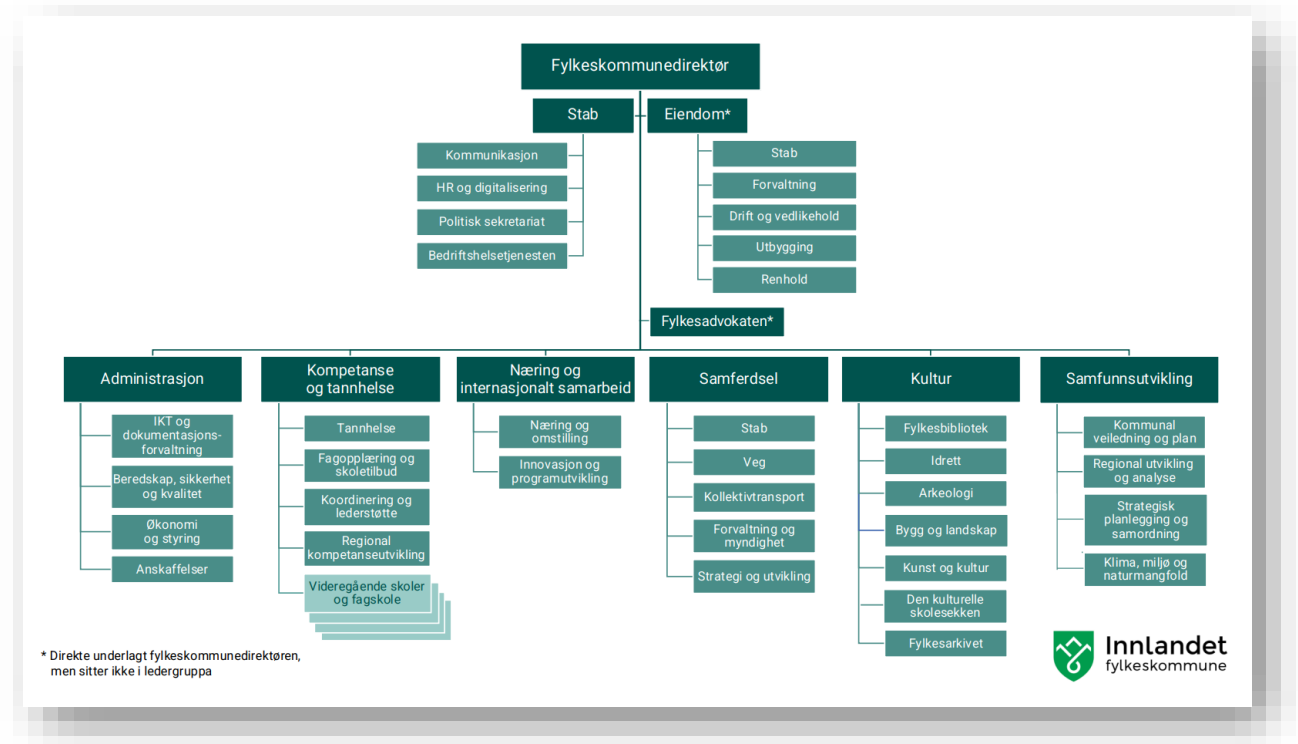 Fylkeskommunedirektør
Stab
Eiendom*
Kommunikasjon
HR og digitalisering
Politisk sekretariat
Bedriftshelsetjenesten
Stab
Forvaltning
Drift og vedlikehold
Utbygging
Renhold
Fylkesadvokaten*
Administrasjon
IKT og
dokumentasjons-
forvaltning
Beredskap, sikkerhet
og kvalitet
Økonomi
og styring
Anskaffelser
Kompetanse
og tannhelse
Tannhelse
Fagopplæring og
skoletilbud
Koordinering og
lederstøtte
Regional
kompetanseutvikling
Videregående skoler
og fagskole
Næring og
internasjonalt samarbeid
Næring og
omstilling
Innovasjon og
programutvikling
Samferdsel
Stab
Veg
Kollektivtransport
Forvaltning og
myndighet
Strategi og utvikling
Kultur
Fylkesbibliotek
Idrett
Arkeologi
Bygg og landskap
Kunst og kultur
Den kulturelle
skolesekken
Fylkesarkivet
Samfunnsutvikling
Kommunal
veiledning og plan
Regional utvikling
og analyse
Strategisk
planlegging og
samordning
Klima, miljø og
naturmangfold
* Direkte underlagt fylkeskommunedirektøren,
men sitter ikke i ledergruppa
Innlandet
fylkeskommune